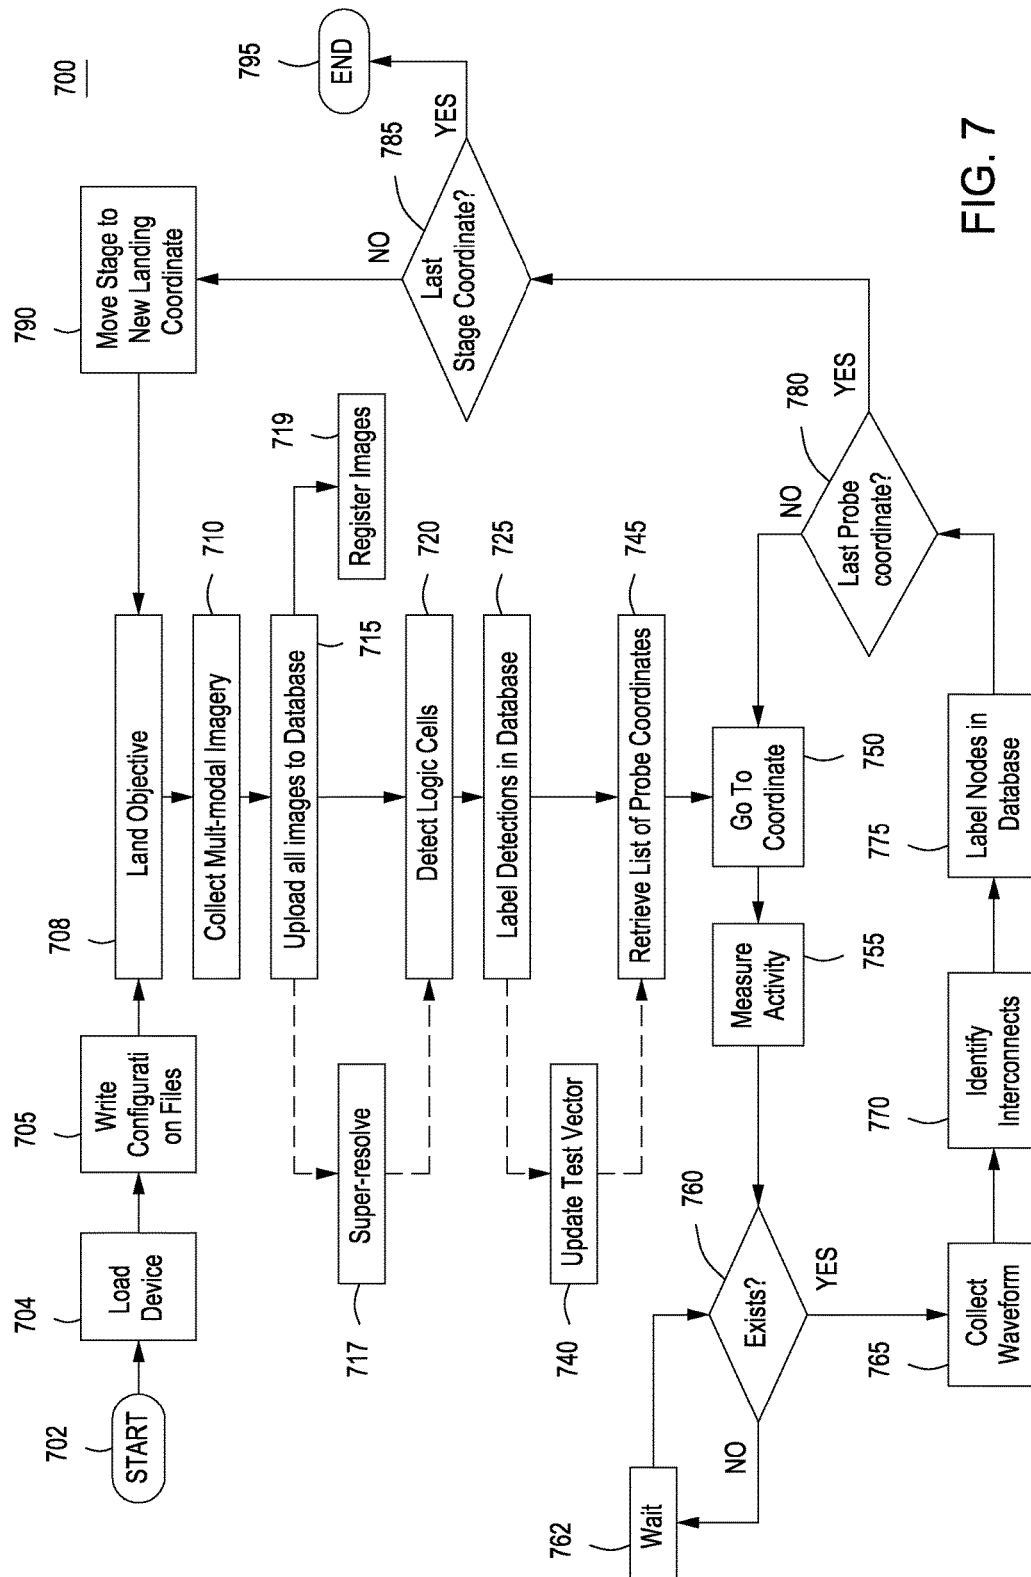 700
702
START
704
Load
Device
705
Write
Configurati
on Files
708
Land Objective
790
Move Stage to
New Landing
Coordinate
710
Collect Mult-modal Imagery
715
Upload all images to Database
719
Register Images
717
Super-resolve
720
Detect Logic Cells
725
Label Detections in Database
740
Update Test Vector
745
Retrieve List of Probe Coordinates
750
Go To
Coordinate
755
Measure
Activity
760
Exists?
NO
YES
762
Wait
765
Collect
Waveform
770
Identify
Interconnects
775
Label Nodes in
Database
780
Last Probe
coordinate?
NO
YES
785
Last
Stage Coordinate?
NO
YES
795
END
FIG. 7